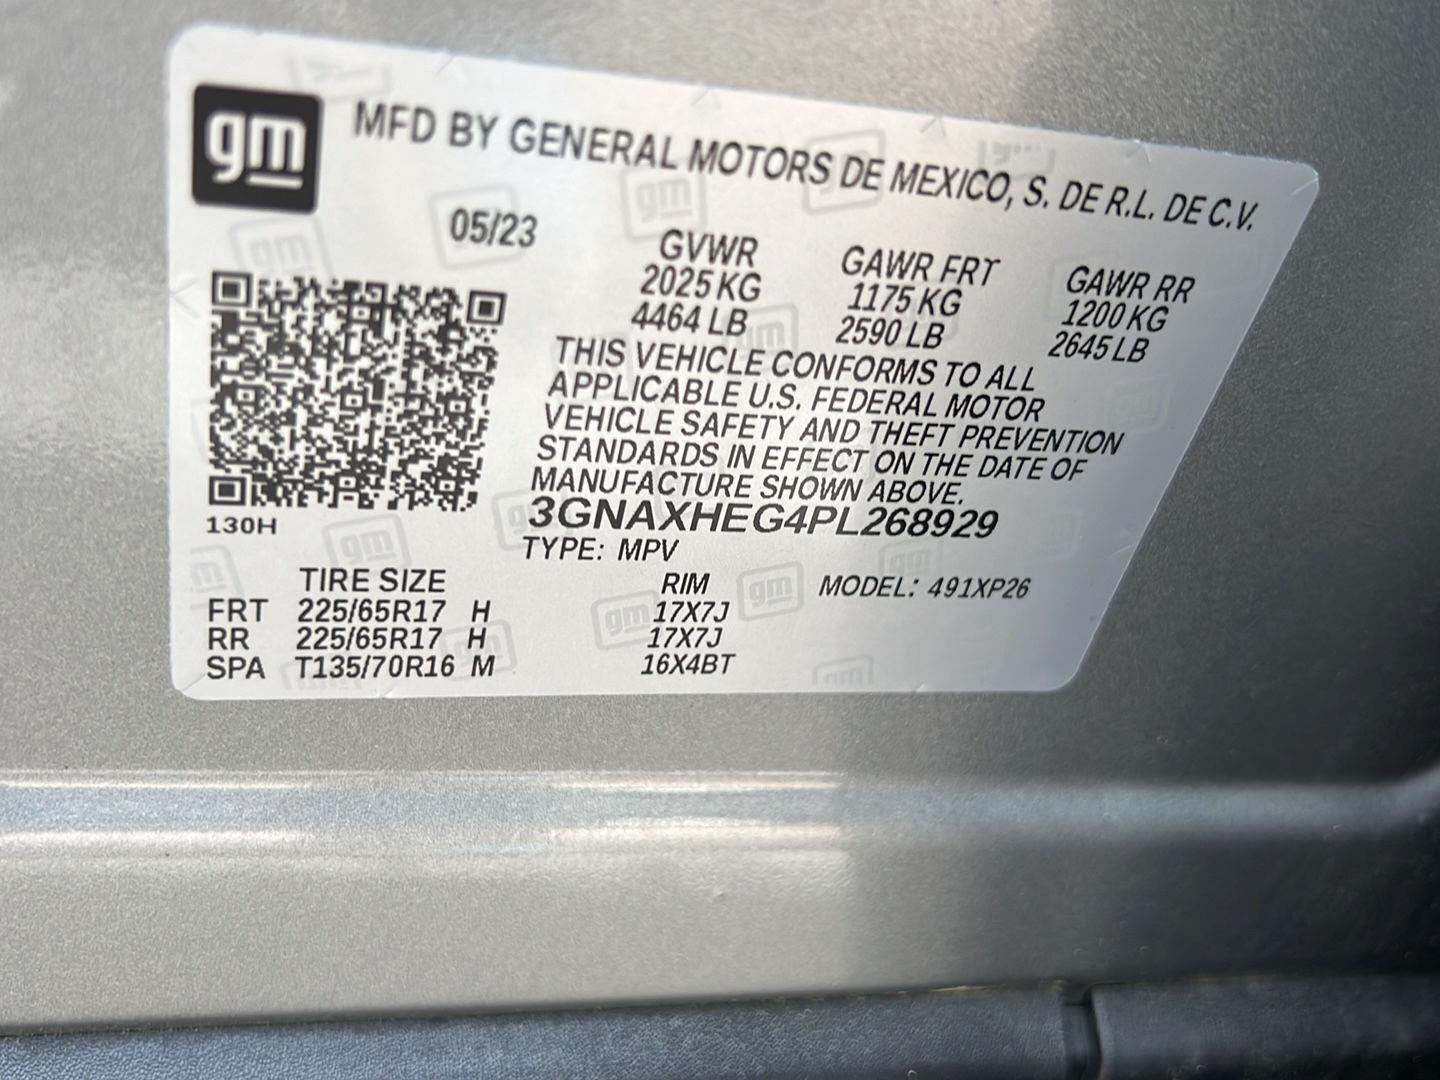 gm MFD BY GENERAL MOTORS DE MEXICO, S. DE R.L. DE C.V.
05/23 GVWR GAWR FRT GAWR RR
2025 KG 1175 KG 1200 KG
4464 LB 2590 LB 2645 LB
THIS VEHICLE CONFORMS TO ALL
APPLICABLE U.S. FEDERAL MOTOR
VEHICLE SAFETY AND THEFT PREVENTION
STANDARDS IN EFFECT ON THE DATE OF
MANUFACTURE SHOWN ABOVE.
130H 3GNAXHEG4PL268929
TYPE: MPV
TIRE SIZE RIM MODEL: 491XP26
FRT 225/65R17 H 17X7J
RR 225/65R17 H 17X7J
SPA T135/70R16 M 16X4BT